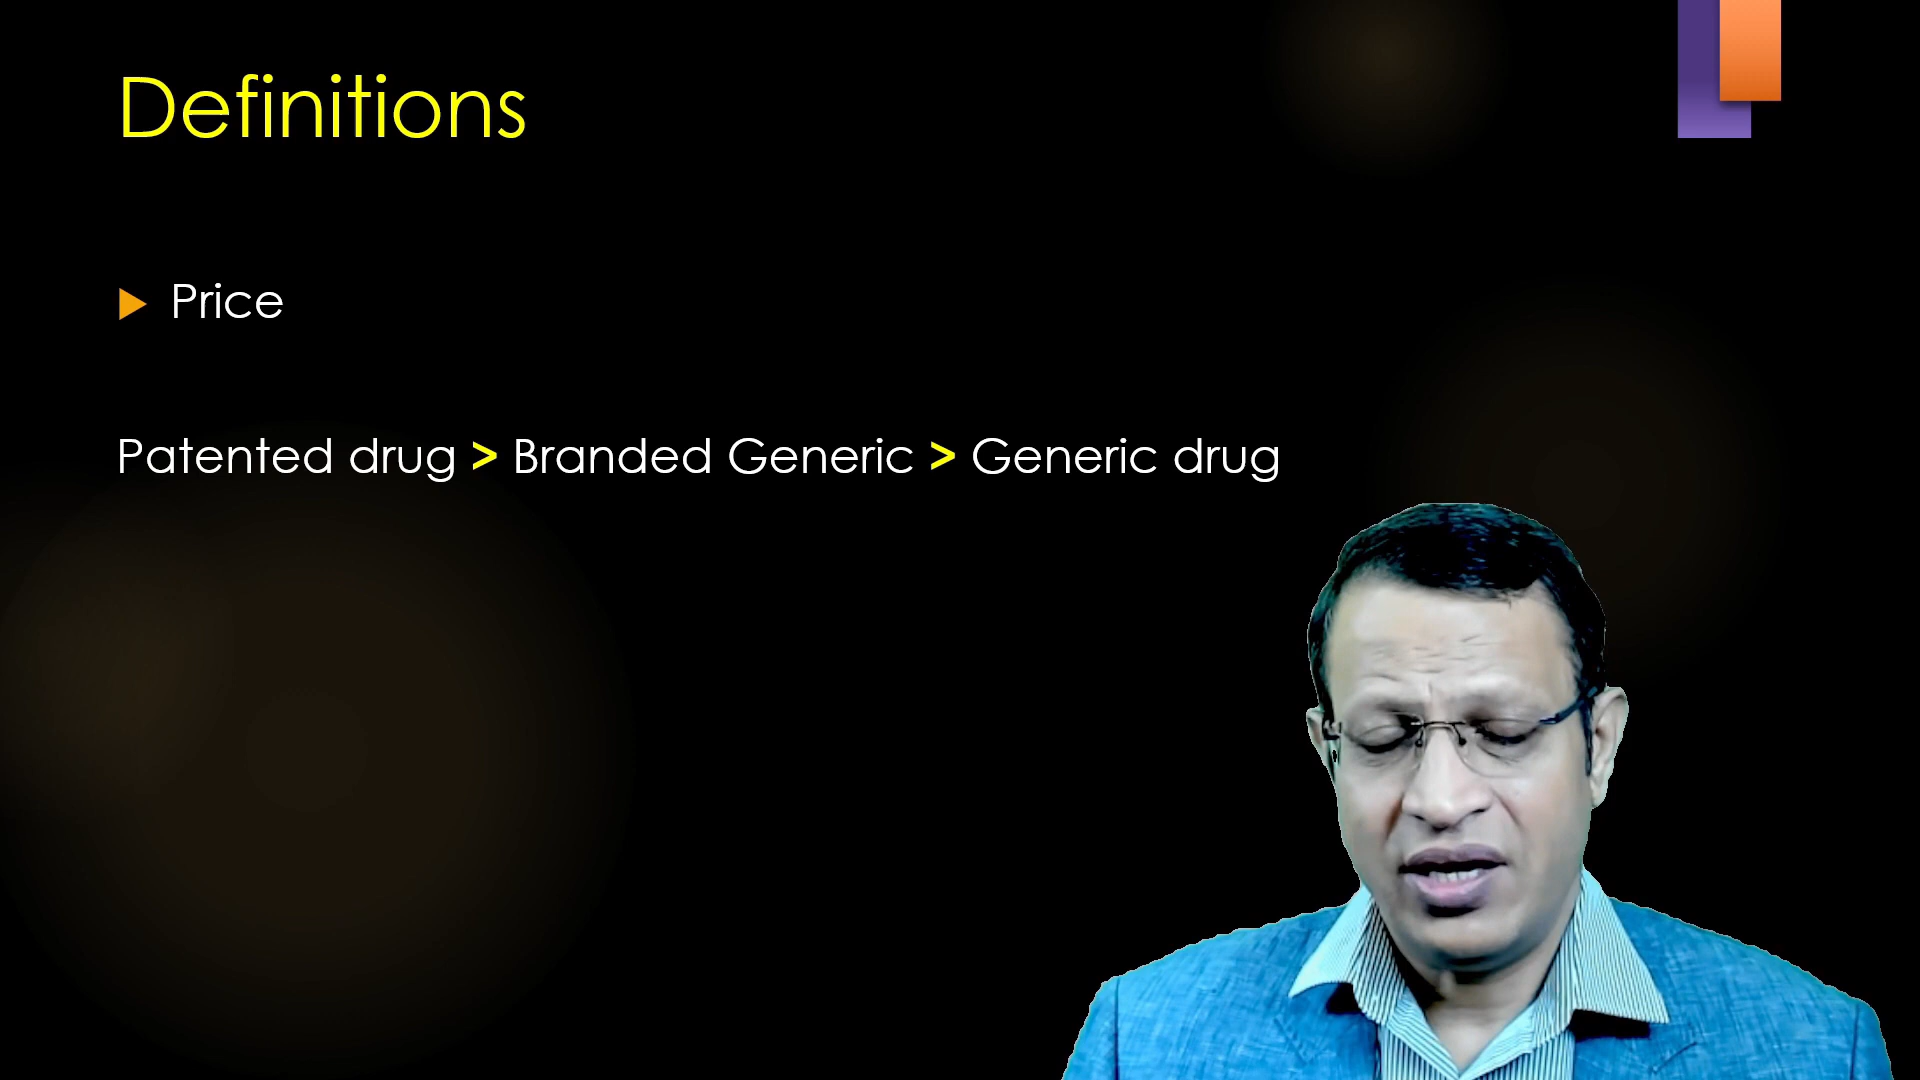 Definitions
Price
Patented drug > Branded Generic > Generic drug